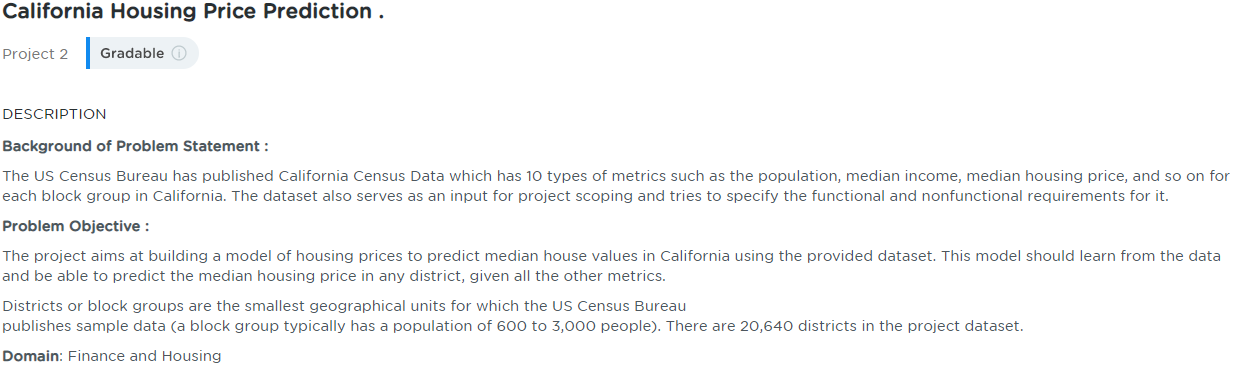 California Housing Price Prediction .
Project 2 Gradable ⓘ
DESCRIPTION
Background of Problem Statement :
The US Census Bureau has published California Census Data which has 10 types of metrics such as the population, median income, median housing price, and so on for
each block group in California. The dataset also serves as an input for project scoping and tries to specify the functional and nonfunctional requirements for it.
Problem Objective :
The project aims at building a model of housing prices to predict median house values in California using the provided dataset. This model should learn from the data
and be able to predict the median housing price in any district, given all the other metrics.
Districts or block groups are the smallest geographical units for which the US Census Bureau
publishes sample data (a block group typically has a population of 600 to 3,000 people). There are 20,640 districts in the project dataset.
Domain: Finance and Housing